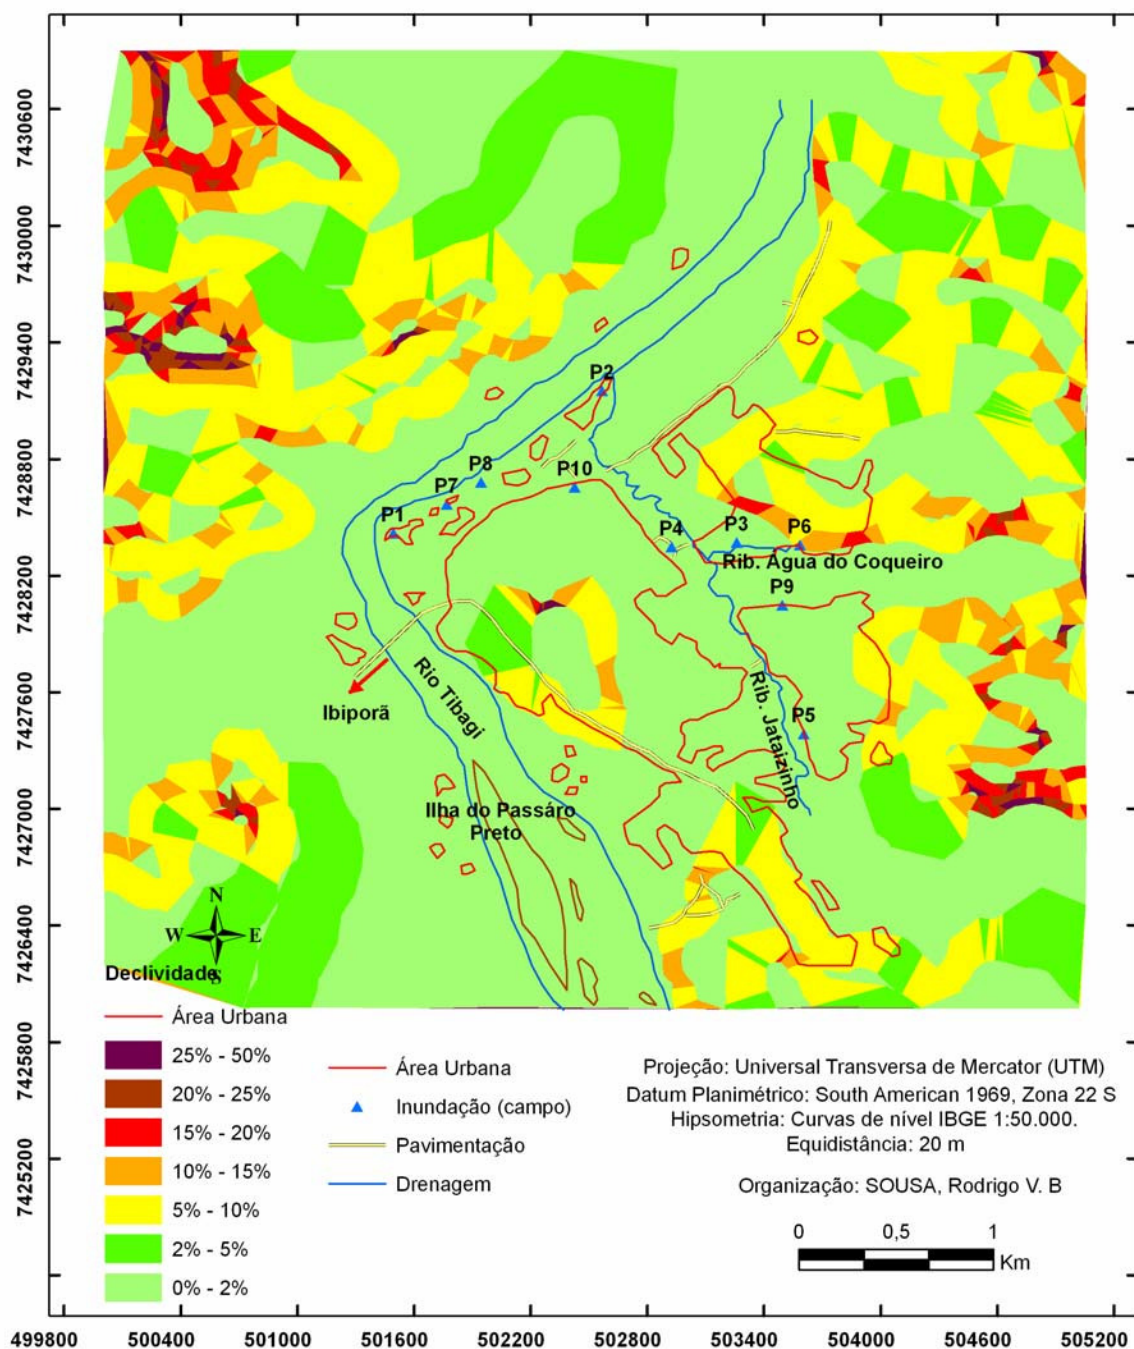 7430600
7430000
7429400
7428800
7428200
7427600
7427000
7426400
7425800
7425200
P2
P8
P10
P7
P1
P4
P3
P6
Rib. Água do Coqueiro
P9
Rio Tibagi
Rib. Jataizinho
P5
Ibiporã
Ilha do Passáro
Preto
N
W
E
S
Declividade
Área Urbana
25% - 50%
20% - 25%
15% - 20%
10% - 15%
5% - 10%
2% - 5%
0% - 2%
Área Urbana
Inundação (campo)
Pavimentação
Drenagem
Projeção: Universal Transversa de Mercator (UTM)
Datum Planimétrico: South American 1969, Zona 22 S
Hipsometria: Curvas de nível IBGE 1:50.000.
Equidistância: 20 m
Organização: SOUSA, Rodrigo V. B
0 0,5 1
Km
499800 500400 501000 501600 502200 502800 503400 504000 504600 505200